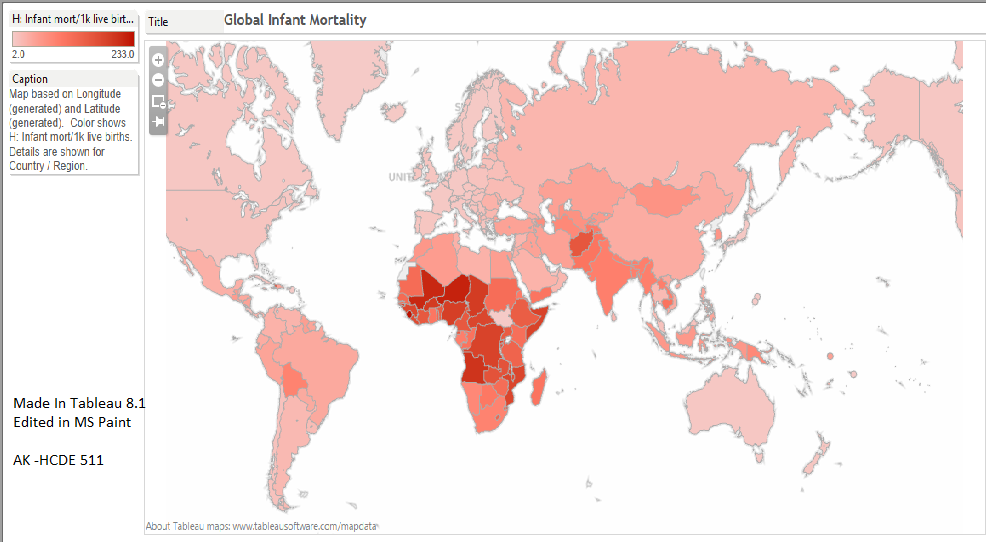 H: Infant mort/1k live birt...
2.0 233.0
Caption
Map based on Longitude
(generated) and Latitude
(generated). Color shows
H: Infant mort/1k live births.
Details are shown for
Country / Region.
Title
Global Infant Mortality
UNIT
Made In Tableau 8.1
Edited in MS Paint
AK -HCDE 511
About Tableau maps: www.tableausoftware.com/mapdata